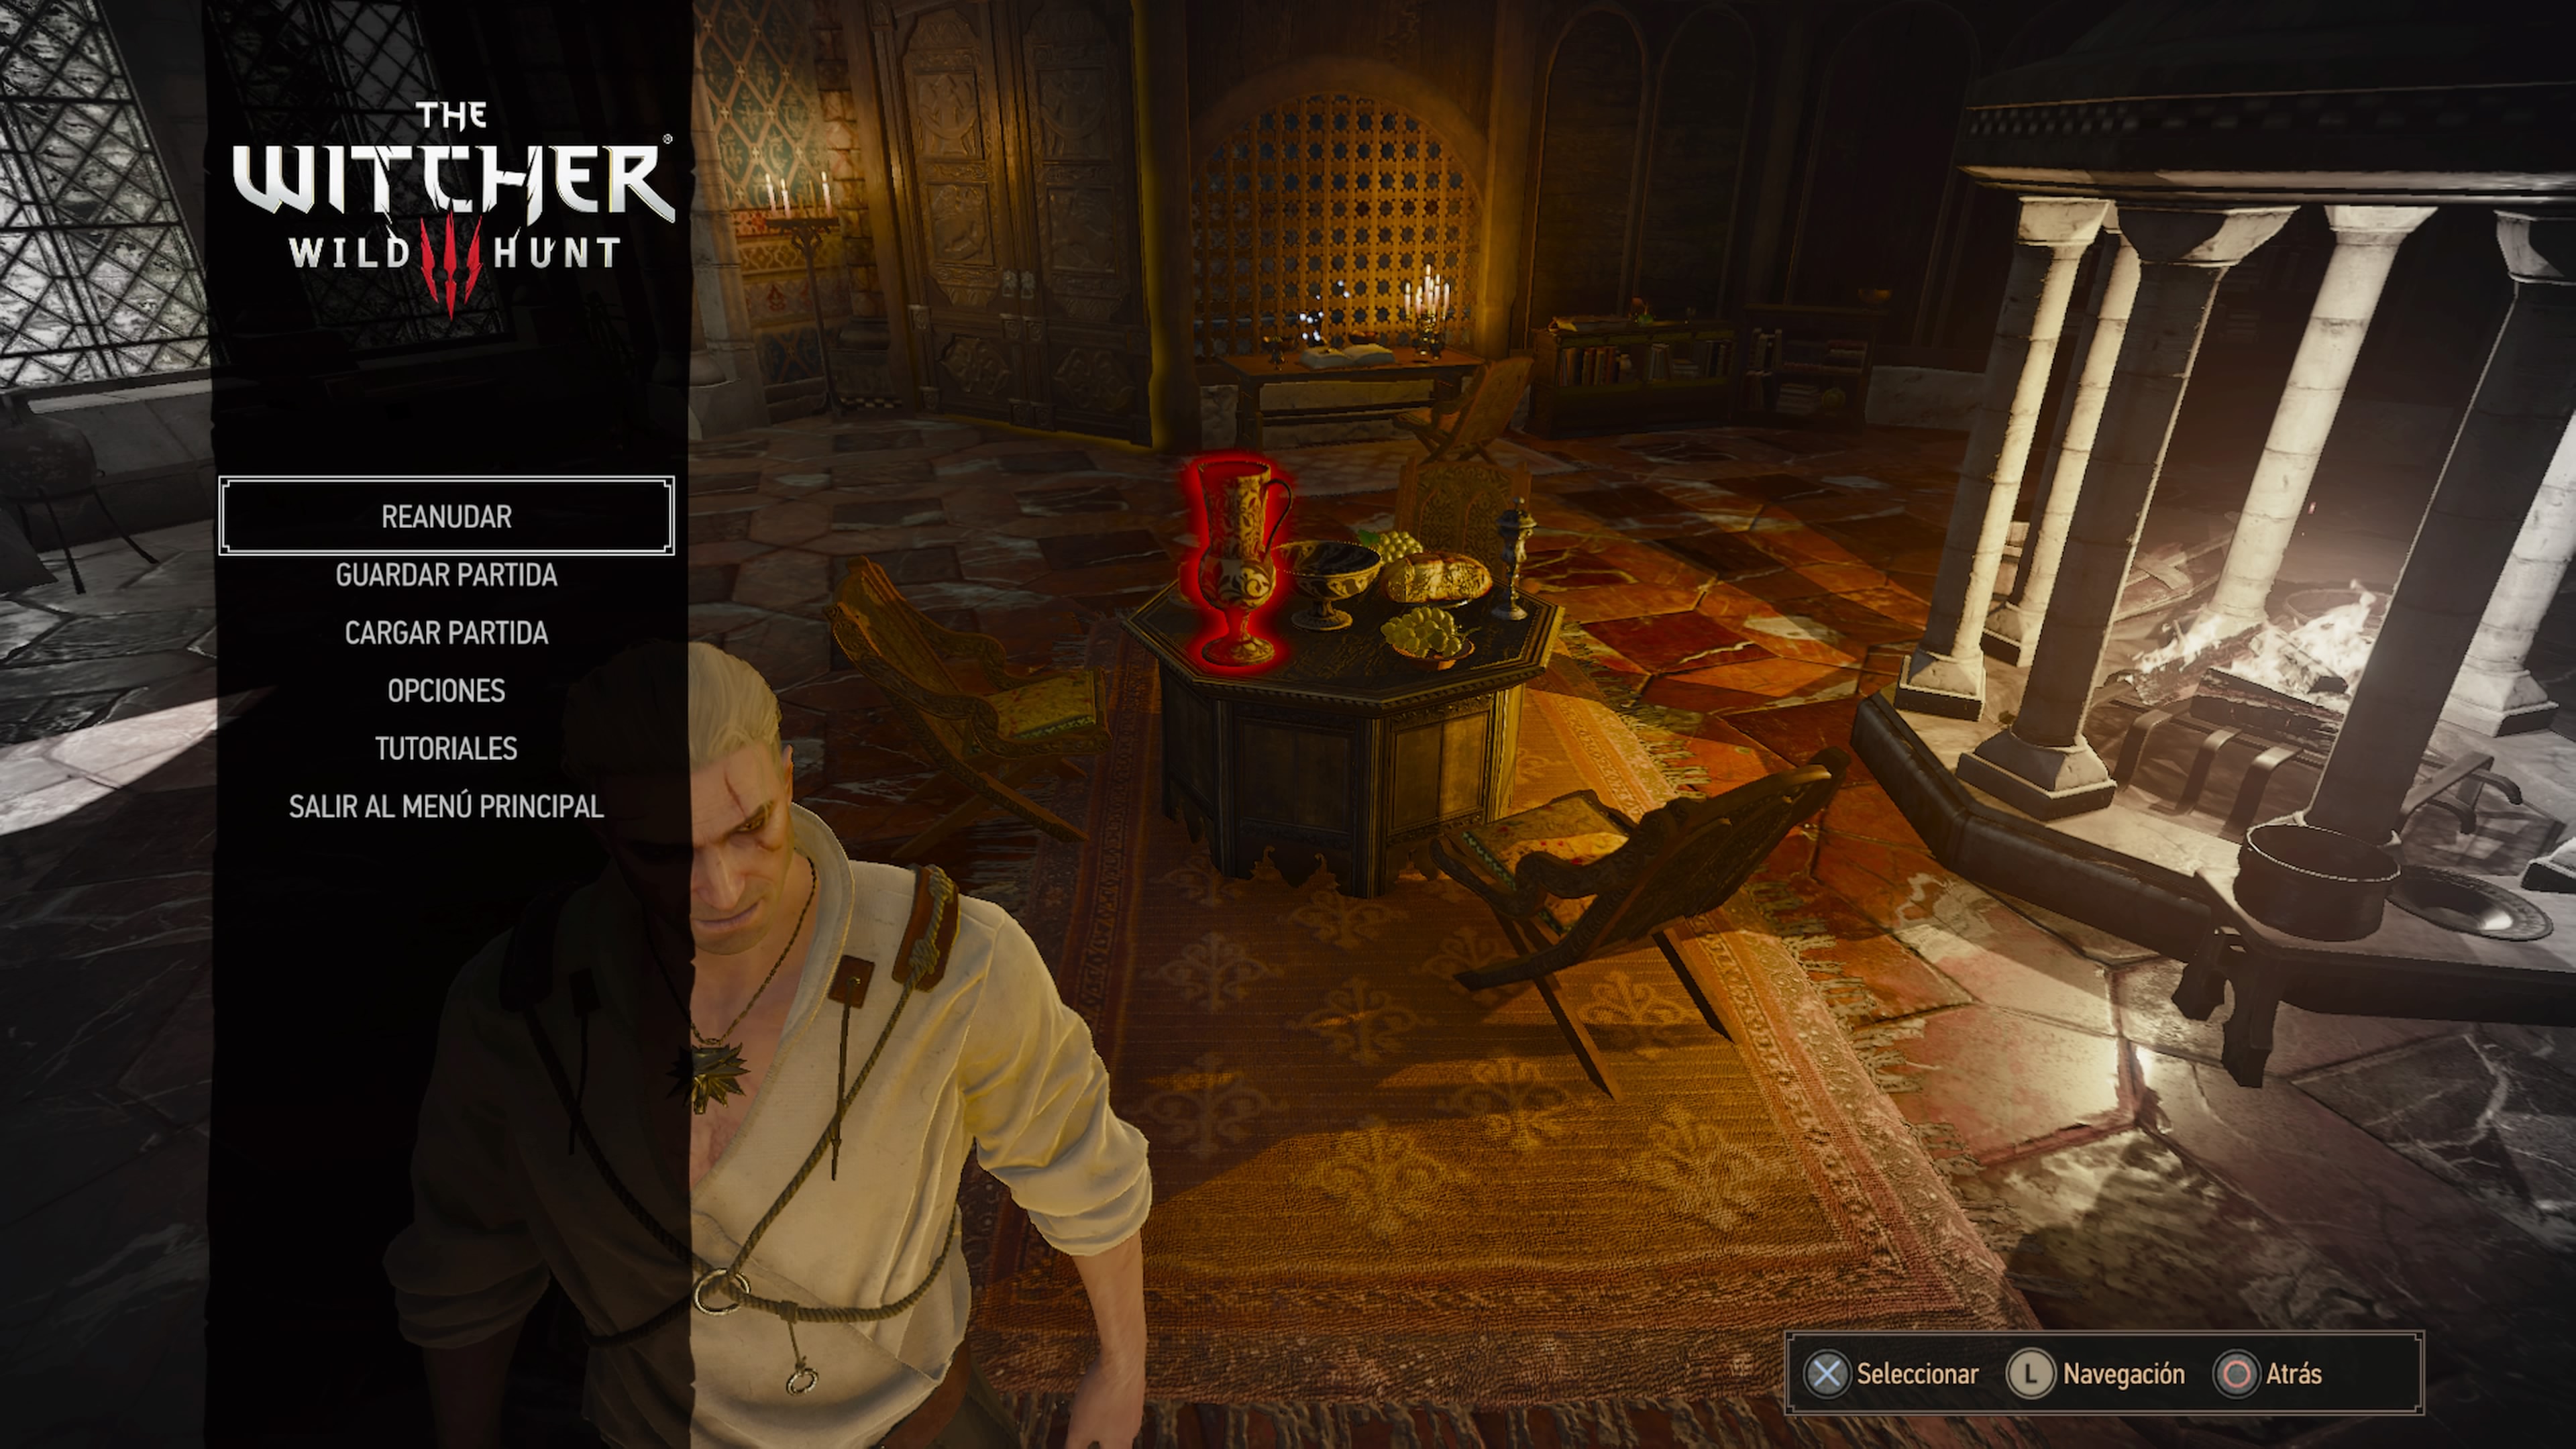 THE
WITCHER®
WILD HUNT
REANUDAR
GUARDAR PARTIDA
CARGAR PARTIDA
OPCIONES
TUTORIALES
SALIR AL MENÚ PRINCIPAL
Seleccionar L Navegación Atrás